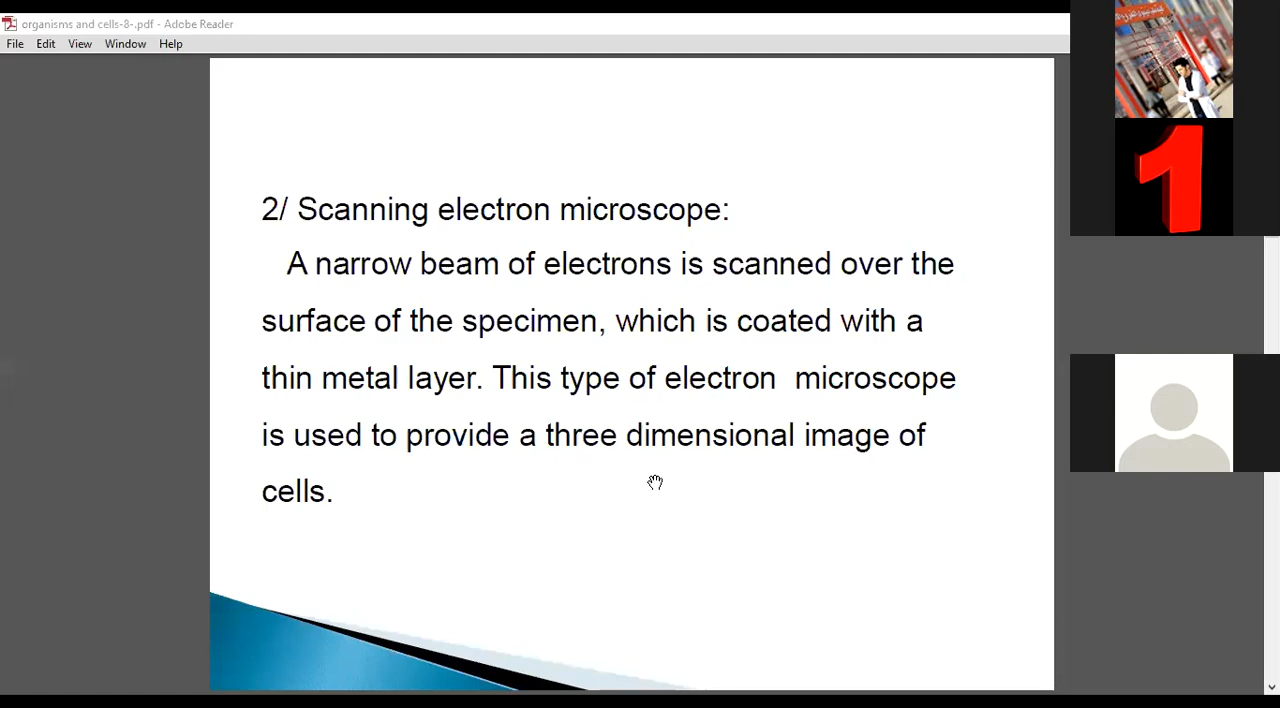 organisms and cells-8-.pdf - Adobe Reader
File Edit View Window Help
2/ Scanning electron microscope:
A narrow beam of electrons is scanned over the
surface of the specimen, which is coated with a
thin metal layer. This type of electron microscope
is used to provide a three dimensional image of
cells.
1